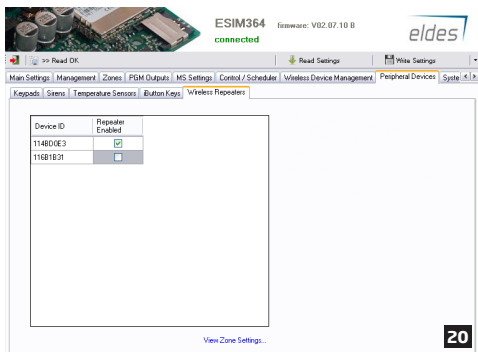 ESIM364 firmware: V02.07.10 B
connected
eldes
>> Read OK
Read Settings
Write Settings
Main Settings Management Zones PGM Outputs MS Settings Control / Scheduler Wireless Device Management Peripheral Devices Syste
Keypads Sirens Temperature Sensors iButton Keys Wireless Repeaters
Device ID Repeater
Enabled
114BD0E3
116B1B31
View Zone Settings...
20